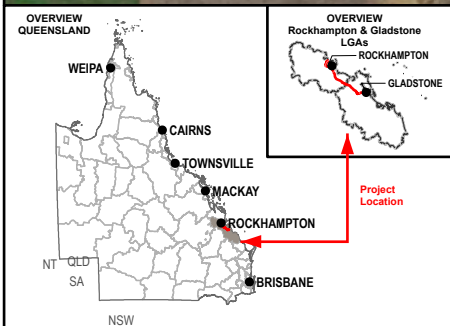 OVERVIEW
QUEENSLAND
WEIPA
CAIRNS
TOWNSVILLE
MACKAY
ROCKHAMPTON
BRISBANE
NT
QLD
SA
NSW
OVERVIEW
Rockhampton & Gladstone
LGAs
ROCKHAMPTON
GLADSTONE
Project
Location